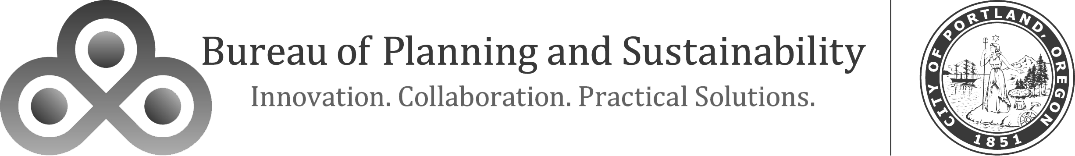 Bureau of Planning and Sustainability
Innovation. Collaboration. Practical Solutions.
CITY OF PORTLAND, OREGON
1851